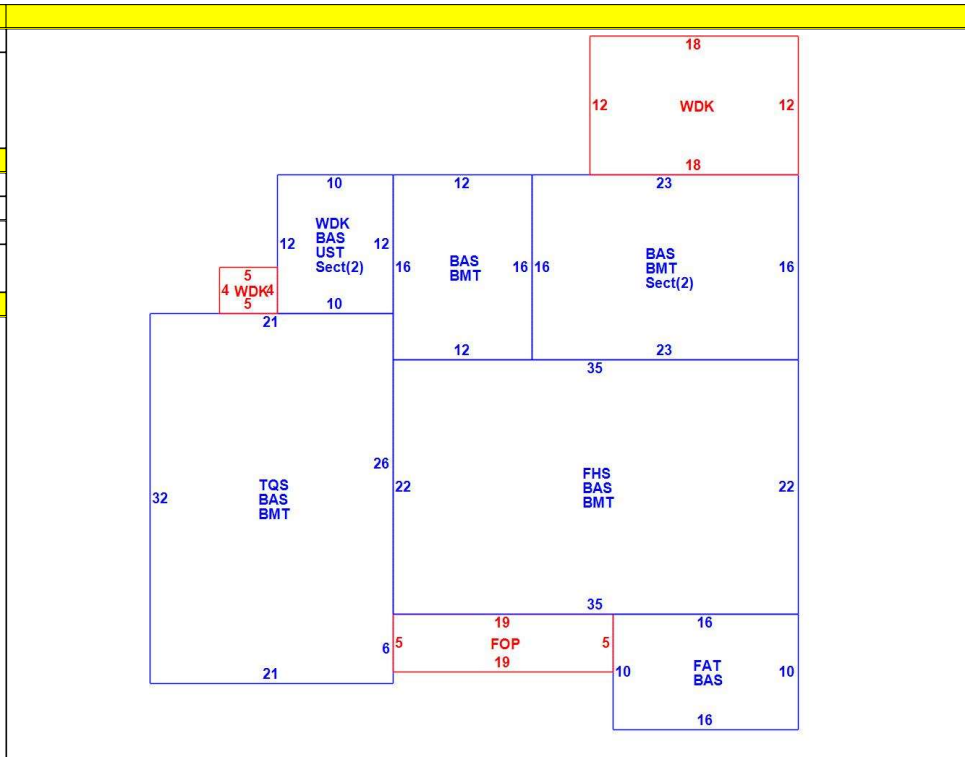 18
12 WDK 12
18
10
12
23
WDK
BAS
UST
Sect(2)
12
12
BAS
BMT
16
16
16
BAS
BMT
Sect(2)
16
5
4 WDK 4
5
10
21
12
23
35
32
TQS
BAS
BMT
26
22
FHS
BAS
BMT
22
35
19
5 FOP 5
19
6
16
10
FAT
BAS
10
21
16